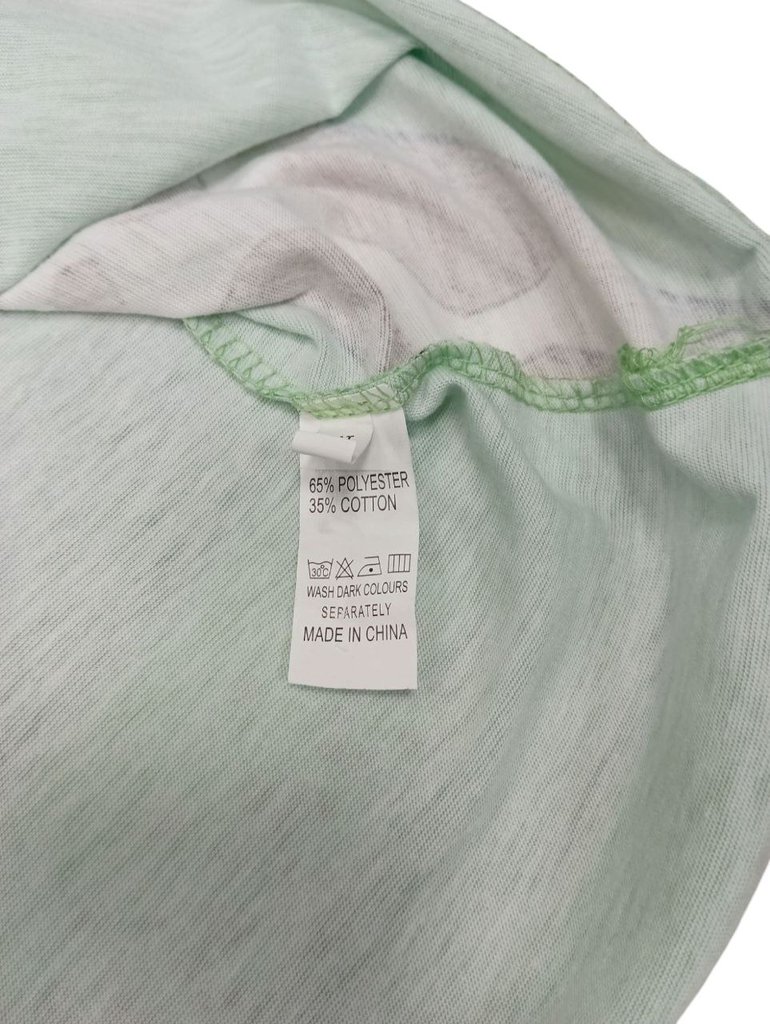 65% POLYESTER
35% COTTON
30°C
WASH DARK COLOURS
SEPARATELY
MADE IN CHINA